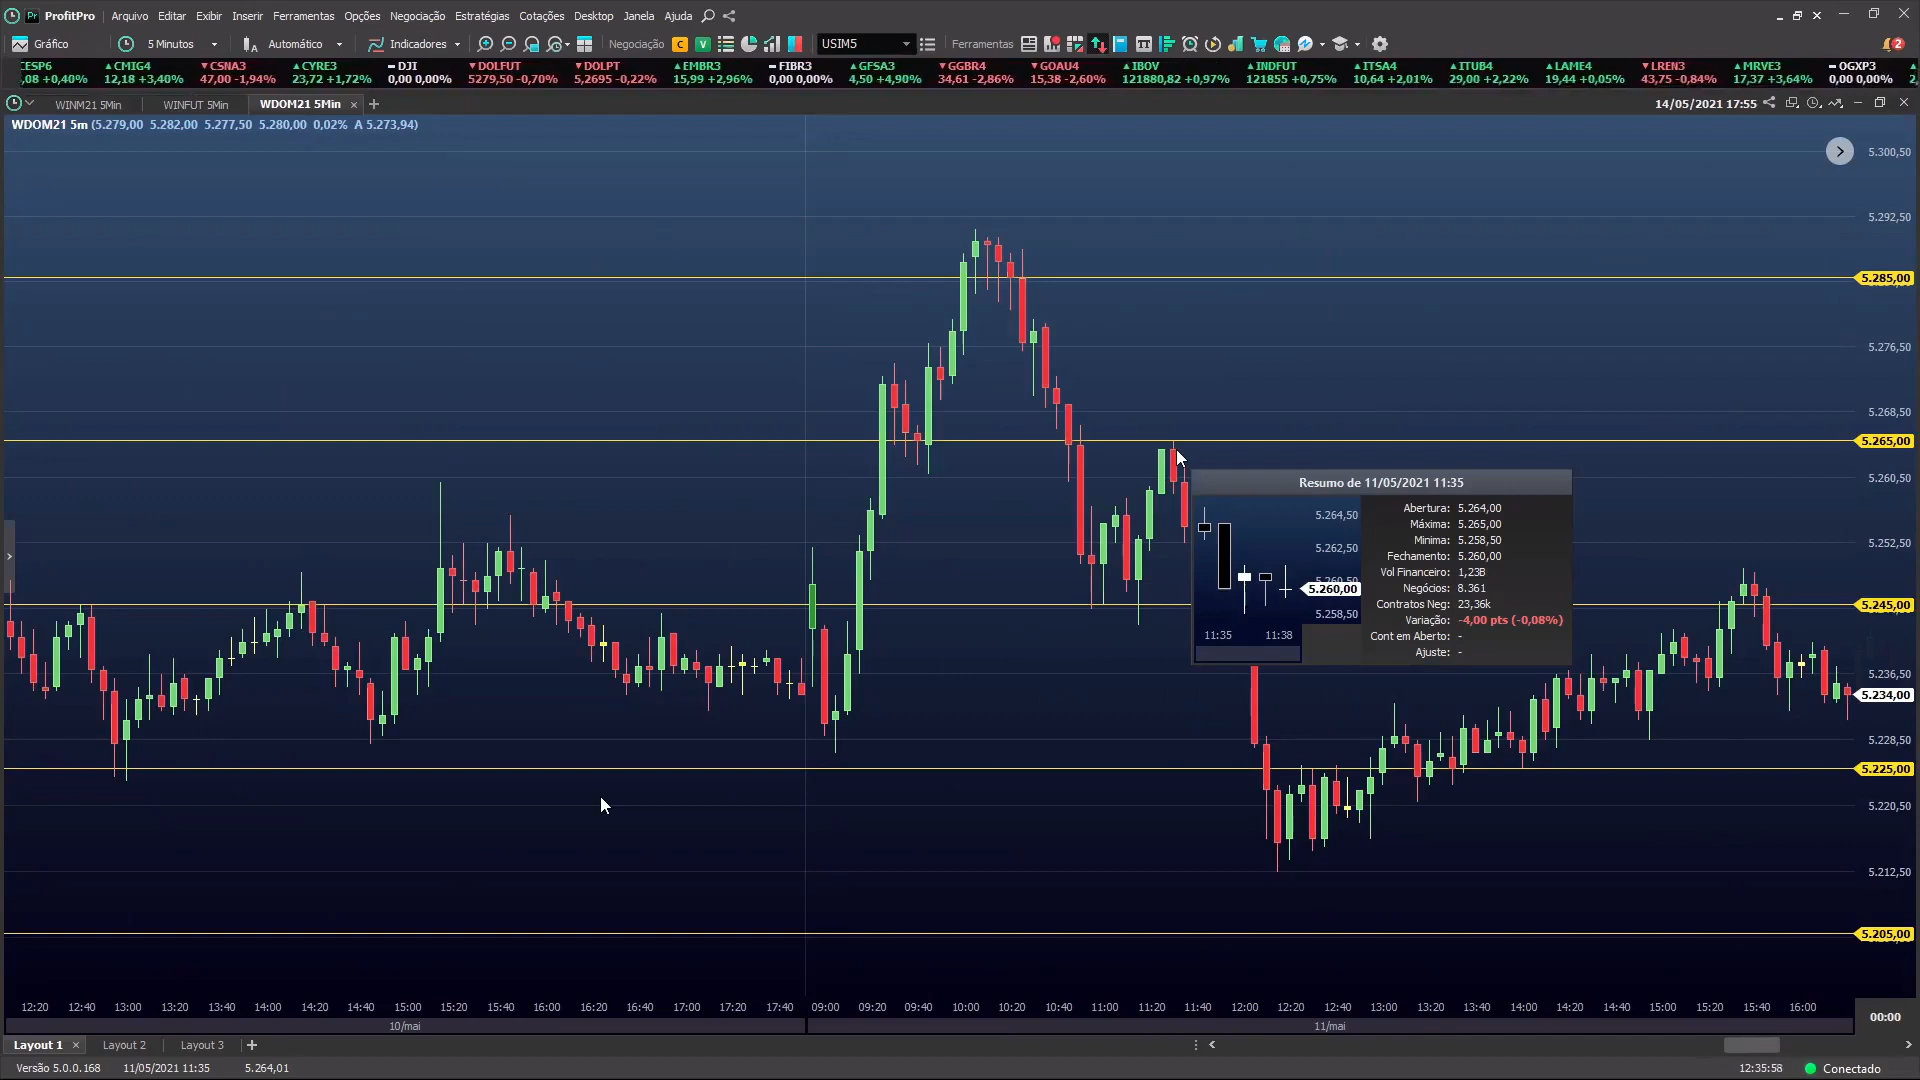 ProfitPro Arquivo Editar Exibir Inserir Ferramentas Opções Negociação Estratégias Cotações Desktop Janela Ajuda
Gráfico 5 Minutos Automático Indicadores Negociação C V USIM5 Ferramentas 2
CESP6 CMIG4 CSNA3 CYRE3 DJI DOLFUT DOLPT EMBR3 FIBR3 GFSA3 GGBR4 GOAU4 IBOV INDFUT ITSA4 ITUB4 LAME4 LREN3 MRVE3 OGXP3
,08 +0,40% 12,18 +3,40% 47,00 -1,94% 23,72 +1,72% 0,00 0,00% 5279,50 -0,70% 5,2695 -0,22% 15,99 +2,96% 0,00 0,00% 4,50 +4,90% 34,61 -2,86% 15,38 -2,60% 121880,82 +0,97% 121855 +0,75% 10,64 +2,01% 29,00 +2,22% 19,44 +0,05% 43,75 -0,84% 17,37 +3,64% 0,00 0,00% 2,
WINM21 5Min WINFUT 5Min WDOM21 5Min 14/05/2021 17:55
WDOM21 5m (5.279,00 5.282,00 5.277,50 5.280,00 0,02% A 5.273,94)
5.300,50
5.292,50
5.285,00
5.276,50
5.268,50
5.265,00
5.260,50
5.252,50
5.245,00
5.236,50
5.234,00
5.228,50
5.225,00
5.220,50
5.212,50
5.205,00
Resumo de 11/05/2021 11:35
5.264,50
5.262,50
5.260,50
5.260,00
5.258,50
11:35 11:38
Abertura: 5.264,00
Máxima: 5.265,00
Minima: 5.258,50
Fechamento: 5.260,00
Vol Financeiro: 1,23B
Negócios: 8.361
Contratos Neg: 23,36k
Variação: -4,00 pts (-0,08%)
Cont em Aberto: -
Ajuste: -
12:20 12:40 13:00 13:20 13:40 14:00 14:20 14:40 15:00 15:20 15:40 16:00 16:20 16:40 17:00 17:20 17:40 09:00 09:20 09:40 10:00 10:20 10:40 11:00 11:20 11:40 12:00 12:20 12:40 13:00 13:20 13:40 14:00 14:20 14:40 15:00 15:20 15:40 16:00 00:00
10/mai 11/mai
Layout 1 Layout 2 Layout 3
Versão 5.0.0.168 11/05/2021 11:35 5.264,01 12:35:58 Conectado